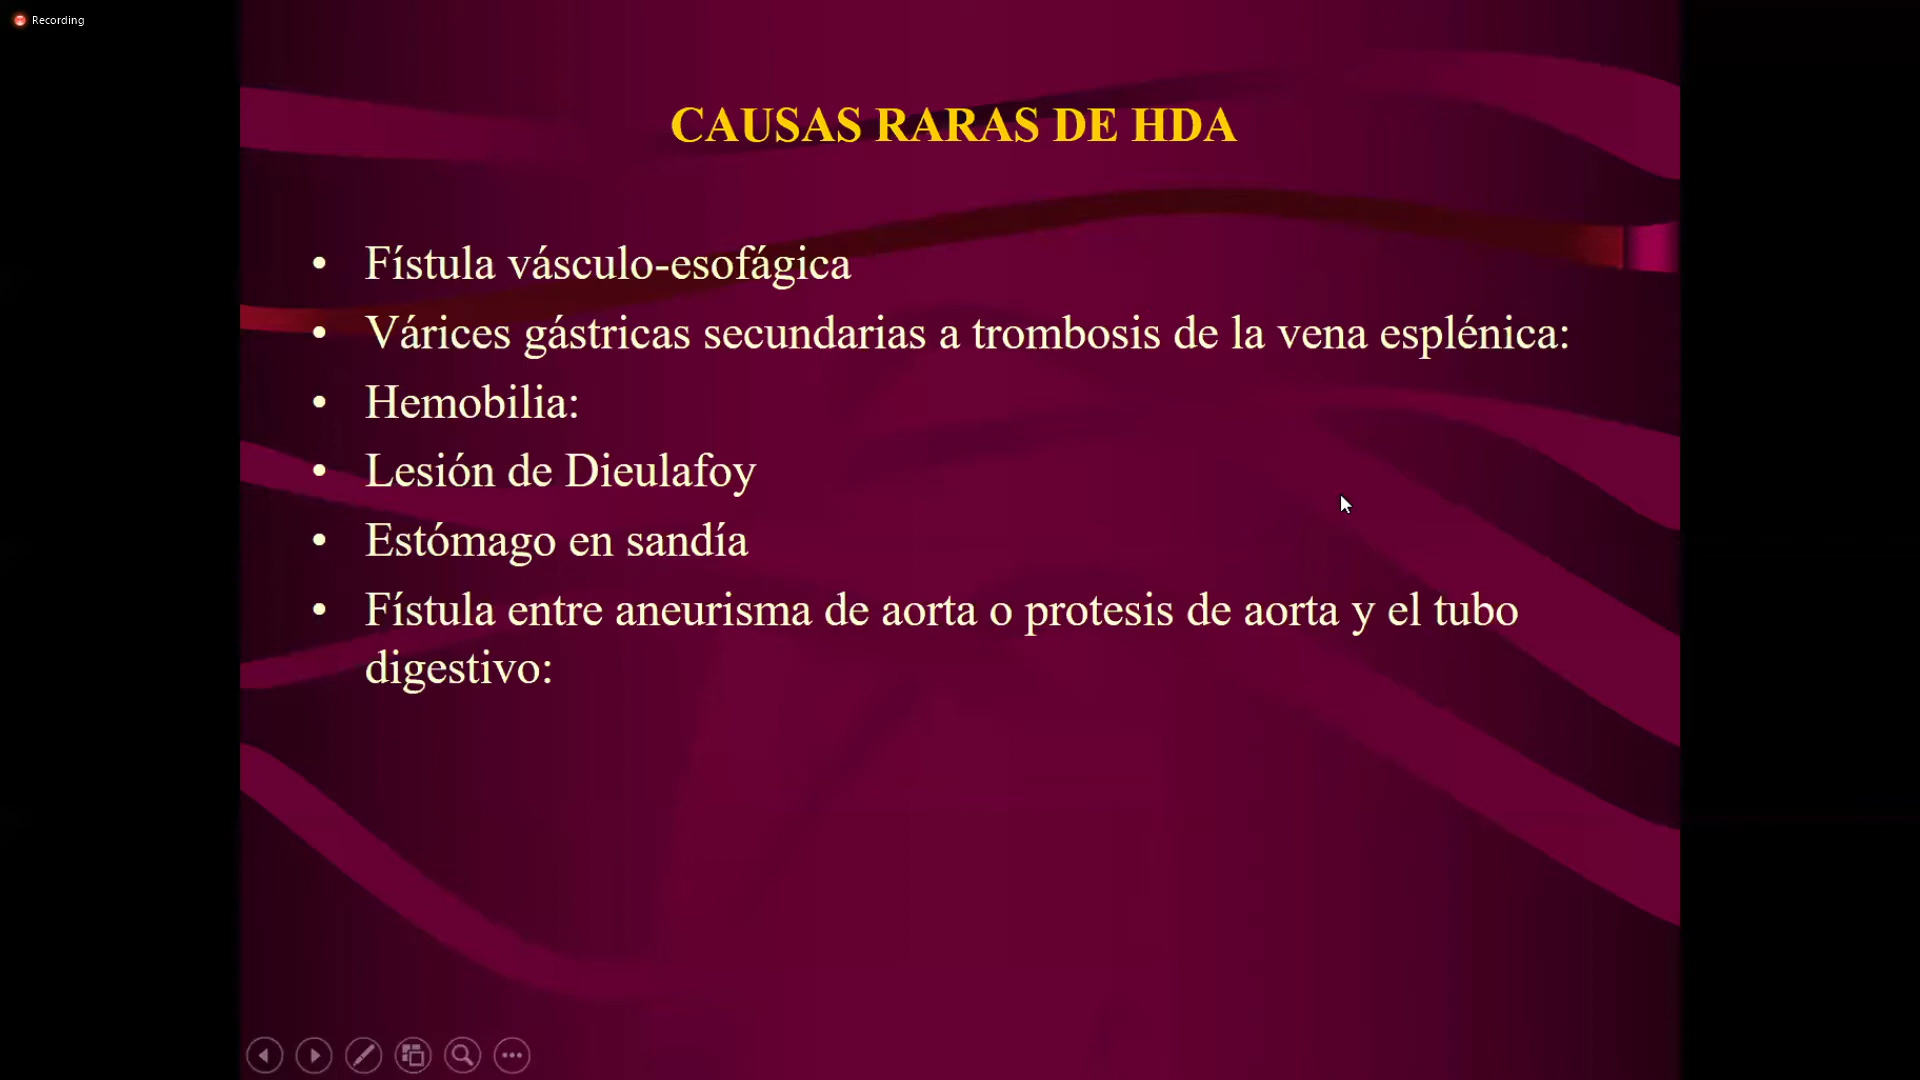 Recording
CAUSAS RARAS DE HDA
• Fístula vásculo-esofágica
• Várices gástricas secundarias a trombosis de la vena esplénica:
• Hemobilia:
• Lesión de Dieulafoy
• Estómago en sandía
• Fístula entre aneurisma de aorta o protesis de aorta y el tubo
digestivo: